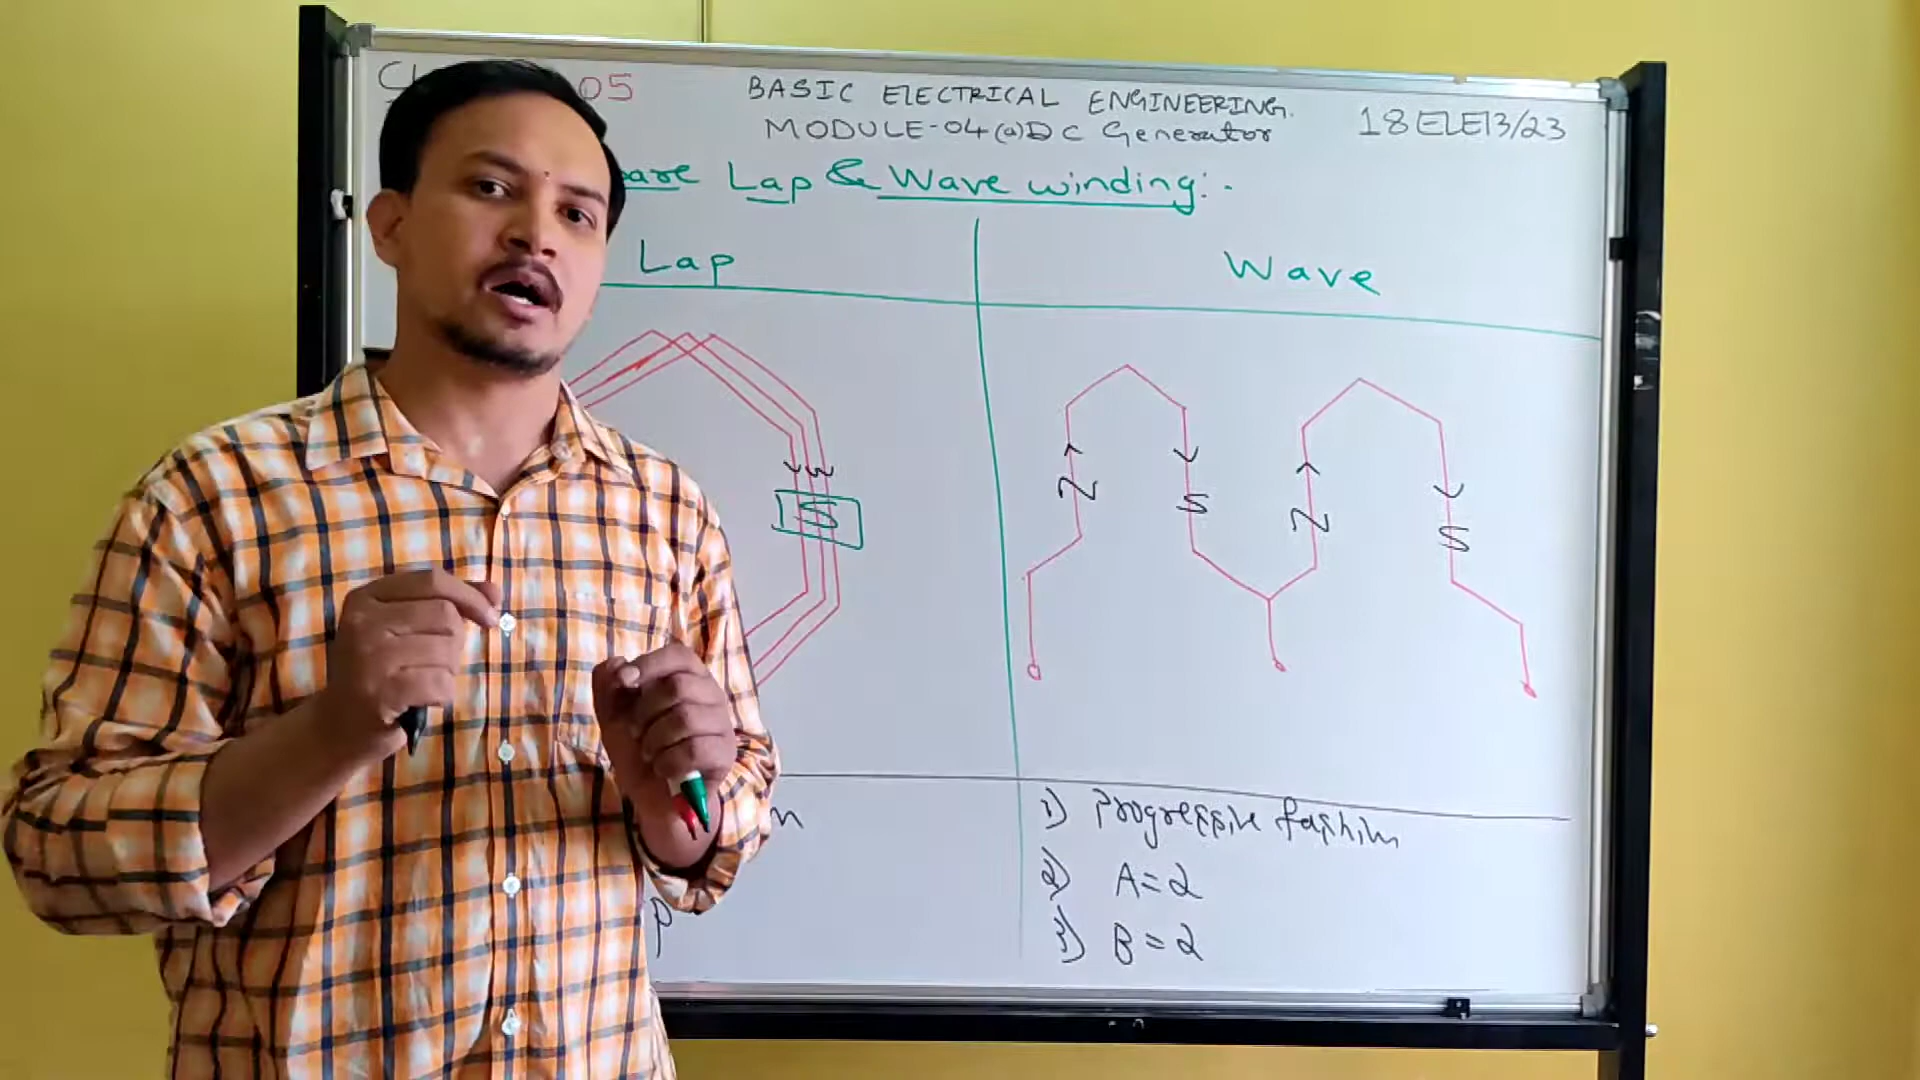 05
BASIC ELECTRICAL ENGINEERING.
MODULE-04(a) DC Generator
18ELE13/23
pare Lap & Wave winding:-
Lap
Wave
S
N S N S
n
P
1) Progressive fashion
2) A=2
3) B=2